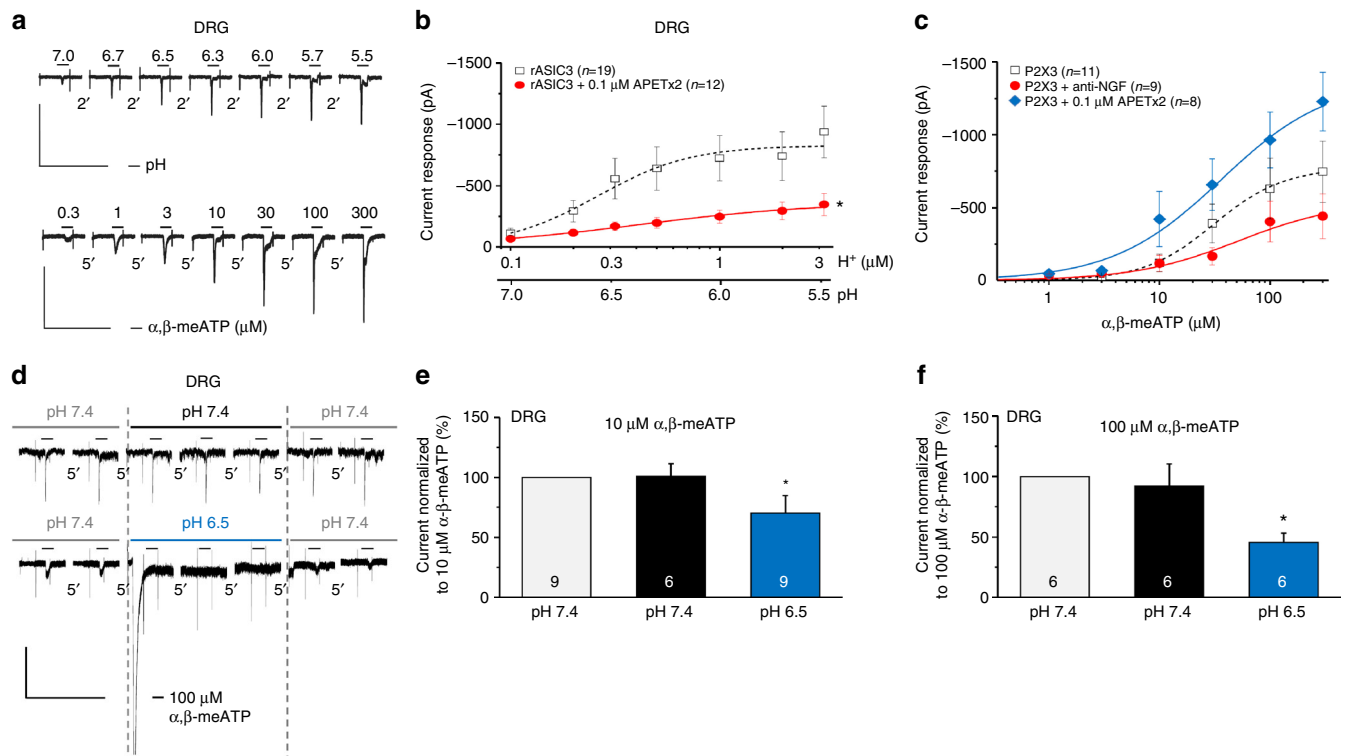 a
DRG
7.0 6.7 6.5 6.3 6.0 5.7 5.5
2′ 2′ 2′ 2′ 2′ 2′
pH
0.3 1 3 10 30 100 300
5′ 5′ 5′ 5′ 5′ 5′
α,β-meATP (μM)
b
DRG
Current response (pA)
−1500
−1000
−500
0
rASIC3 (n=19)
rASIC3 + 0.1 μM APETx2 (n=12)
*
0.1 0.3 1 3 H⁺ (μM)
7.0 6.5 6.0 5.5 pH
c
Current response (pA)
−1500
−1000
−500
0
P2X3 (n=11)
P2X3 + anti-NGF (n=9)
P2X3 + 0.1 μM APETx2 (n=8)
1 10 100
α,β-meATP (μM)
d
DRG
pH 7.4 pH 7.4 pH 7.4
5′ 5′ 5′ 5′ 5′ 5′
pH 7.4 pH 6.5 pH 7.4
5′ 5′ 5′ 5′ 5′ 5′
100 μM
α,β-meATP
e
Current normalized
to 10 μM α-β-meATP (%)
150
100
50
0
DRG
10 μM α,β-meATP
*
9 6 9
pH 7.4 pH 7.4 pH 6.5
f
Current normalized
to 100 μM α-β-meATP (%)
150
100
50
0
DRG
100 μM α,β-meATP
*
6 6 6
pH 7.4 pH 7.4 pH 6.5